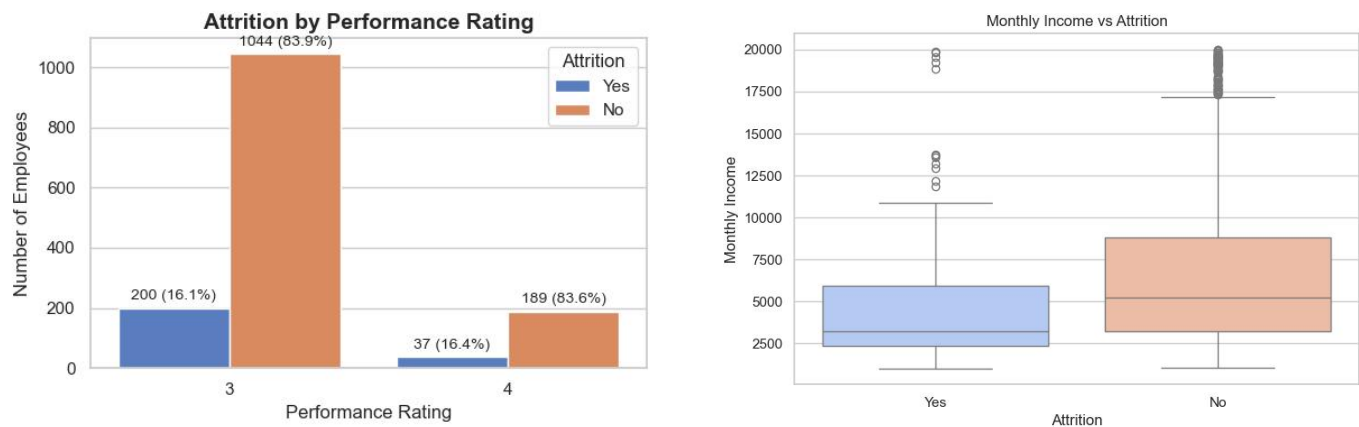 Attrition by Performance Rating
1044 (83.9%)
Attrition
Yes
No
1000
800
600
400
200
0
Number of Employees
200 (16.1%)
37 (16.4%)
189 (83.6%)
3
4
Performance Rating
Monthly Income vs Attrition
20000
17500
15000
12500
10000
7500
5000
2500
Monthly Income
Yes
No
Attrition